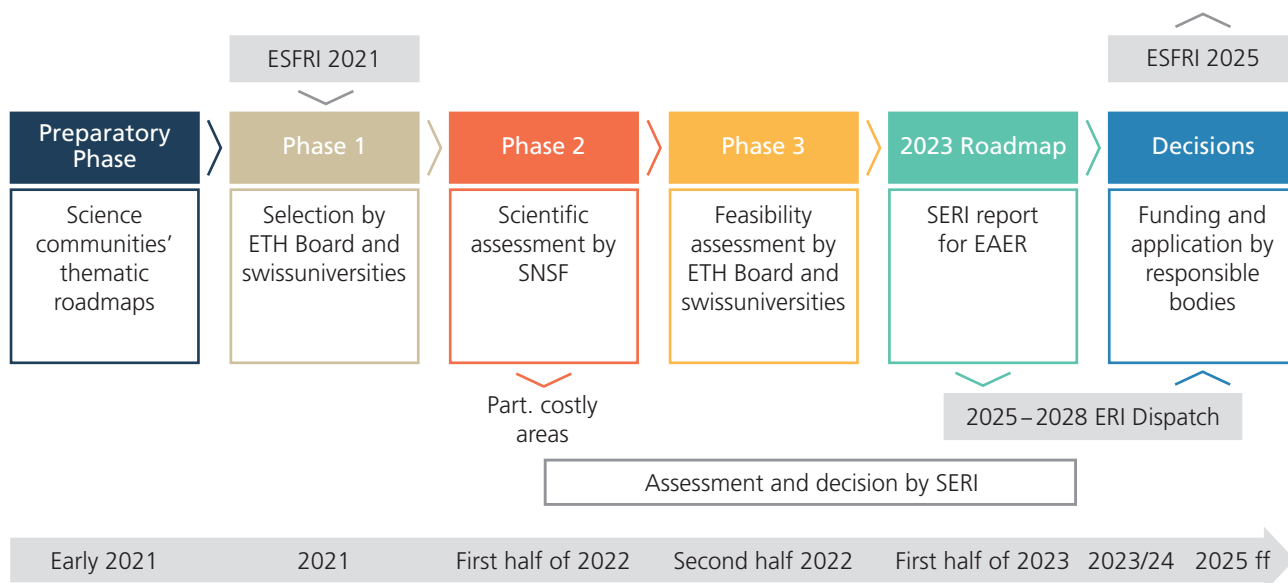 ESFRI 2021
ESFRI 2025
Preparatory
Phase
Phase 1
Phase 2
Phase 3
2023 Roadmap
Decisions
Science
communities’
thematic
roadmaps
Selection by
ETH Board and
swissuniversities
Scientific
assessment by
SNSF
Feasibility
assessment by
ETH Board and
swissuniversities
SERI report
for EAER
Funding and
application by
responsible
bodies
Part. costly
areas
2025–2028 ERI Dispatch
Assessment and decision by SERI
Early 2021
2021
First half of 2022
Second half 2022
First half of 2023
2023/24
2025 ff